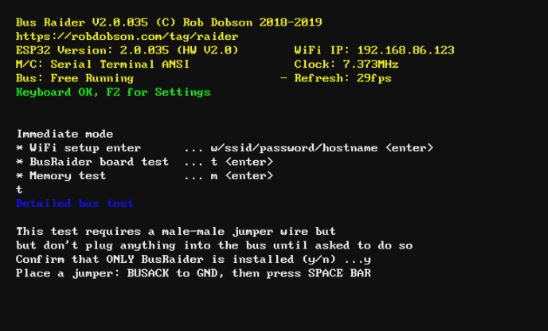 Bus Raider V2.0.035 (C) Rob Dobson 2018-2019
https://robdobson.com/tag/raider
ESP32 Version: 2.0.035 (HW V2.0) WiFi IP: 192.168.86.123
M/C: Serial Terminal ANSI Clock: 7.373MHz
Bus: Free Running - Refresh: 29fps
Keyboard OK, F2 for Settings
Immediate mode
* WiFi setup enter ... w/ssid/password/hostname <enter>
* BusRaider board test ... t <enter>
* Memory test ... m <enter>
t
Detailed bus test
This test requires a male-male jumper wire but
but don't plug anything into the bus until asked to do so
Confirm that ONLY BusRaider is installed (y/n) ...y
Place a jumper: BUSACK to GND, then press SPACE BAR